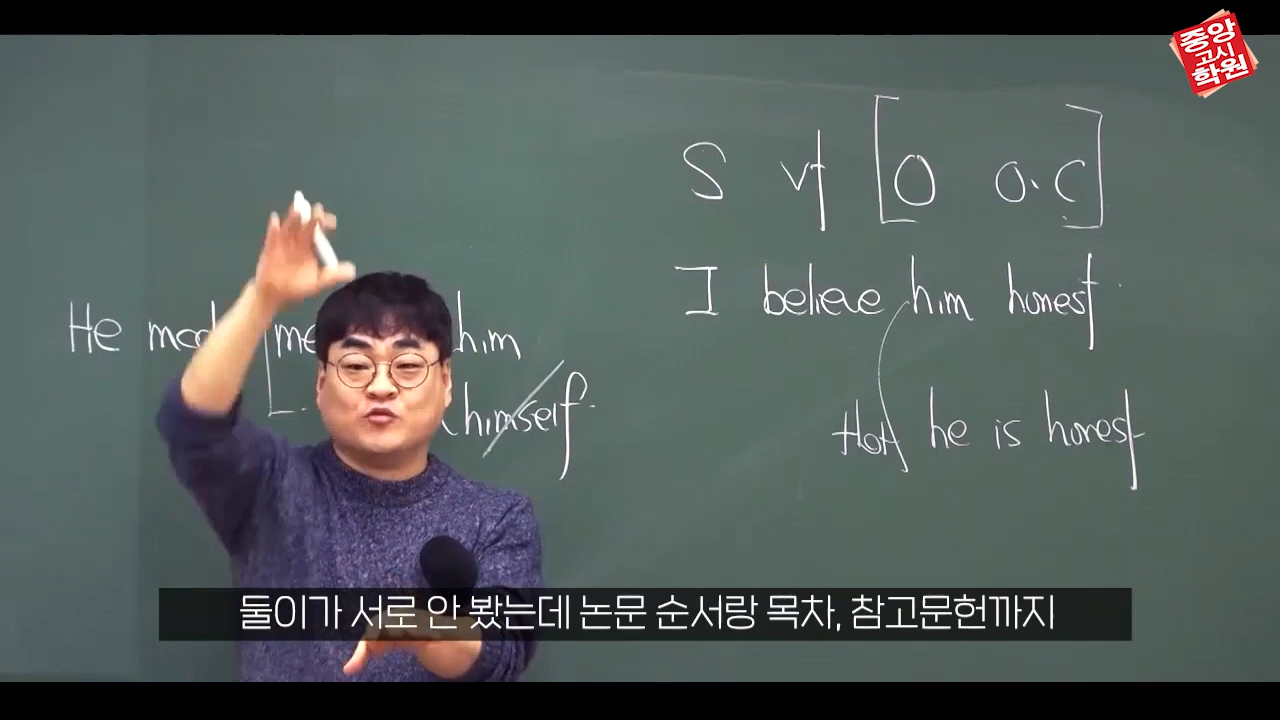 중앙
고시
학원
S vt [O O.C]
I believe him honest
that he is honest
He me him
himself
둘이가 서로 안 봤는데 논문 순서랑 목차, 참고문헌까지